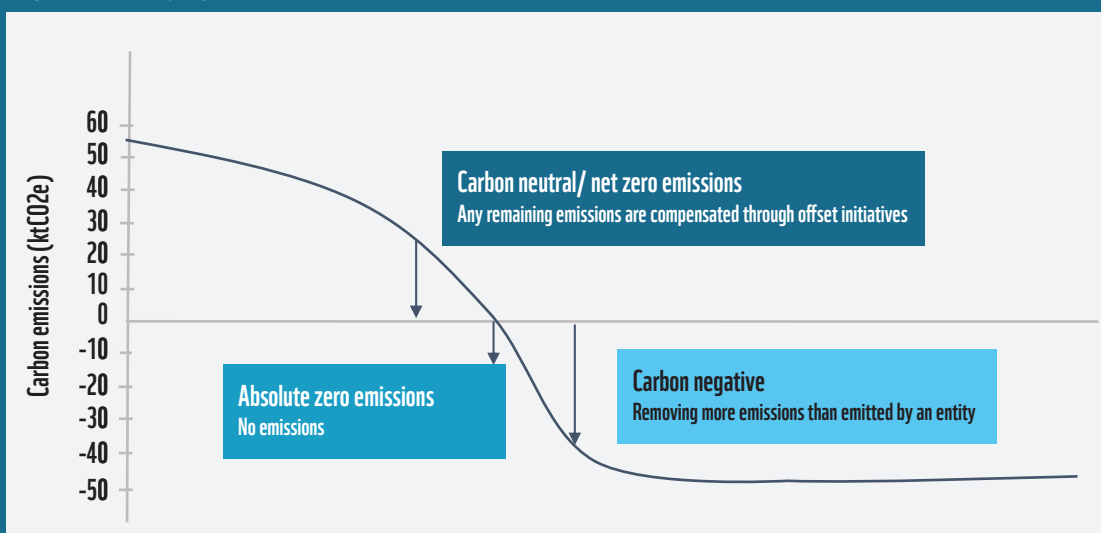 60
50
40
30
20
10
0
-10
-20
-30
-40
-50
Carbon emissions (ktCO2e)
Carbon neutral/ net zero emissions
Any remaining emissions are compensated through offset initiatives
Absolute zero emissions
No emissions
Carbon negative
Removing more emissions than emitted by an entity